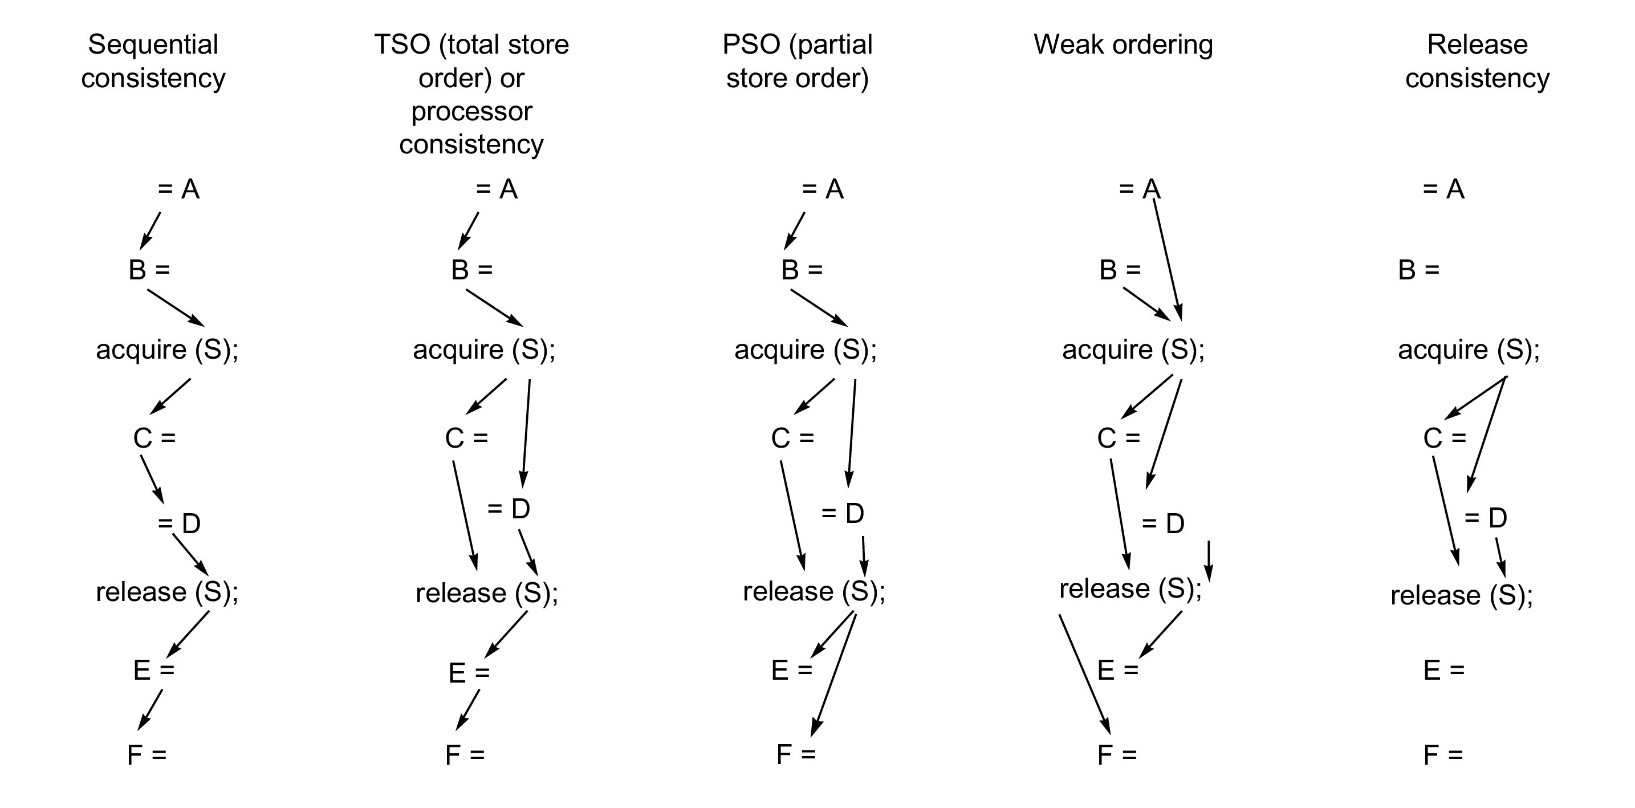 Sequential
consistency
= A
B =
acquire (S);
C =
= D
release (S);
E =
F =
TSO (total store
order) or
processor
consistency
= A
B =
acquire (S);
C =
= D
release (S);
E =
F =
PSO (partial
store order)
= A
B =
acquire (S);
C =
= D
release (S);
E =
F =
Weak ordering
= A
B =
acquire (S);
C =
= D
release (S);
E =
F =
Release
consistency
= A
B =
acquire (S);
C =
= D
release (S);
E =
F =